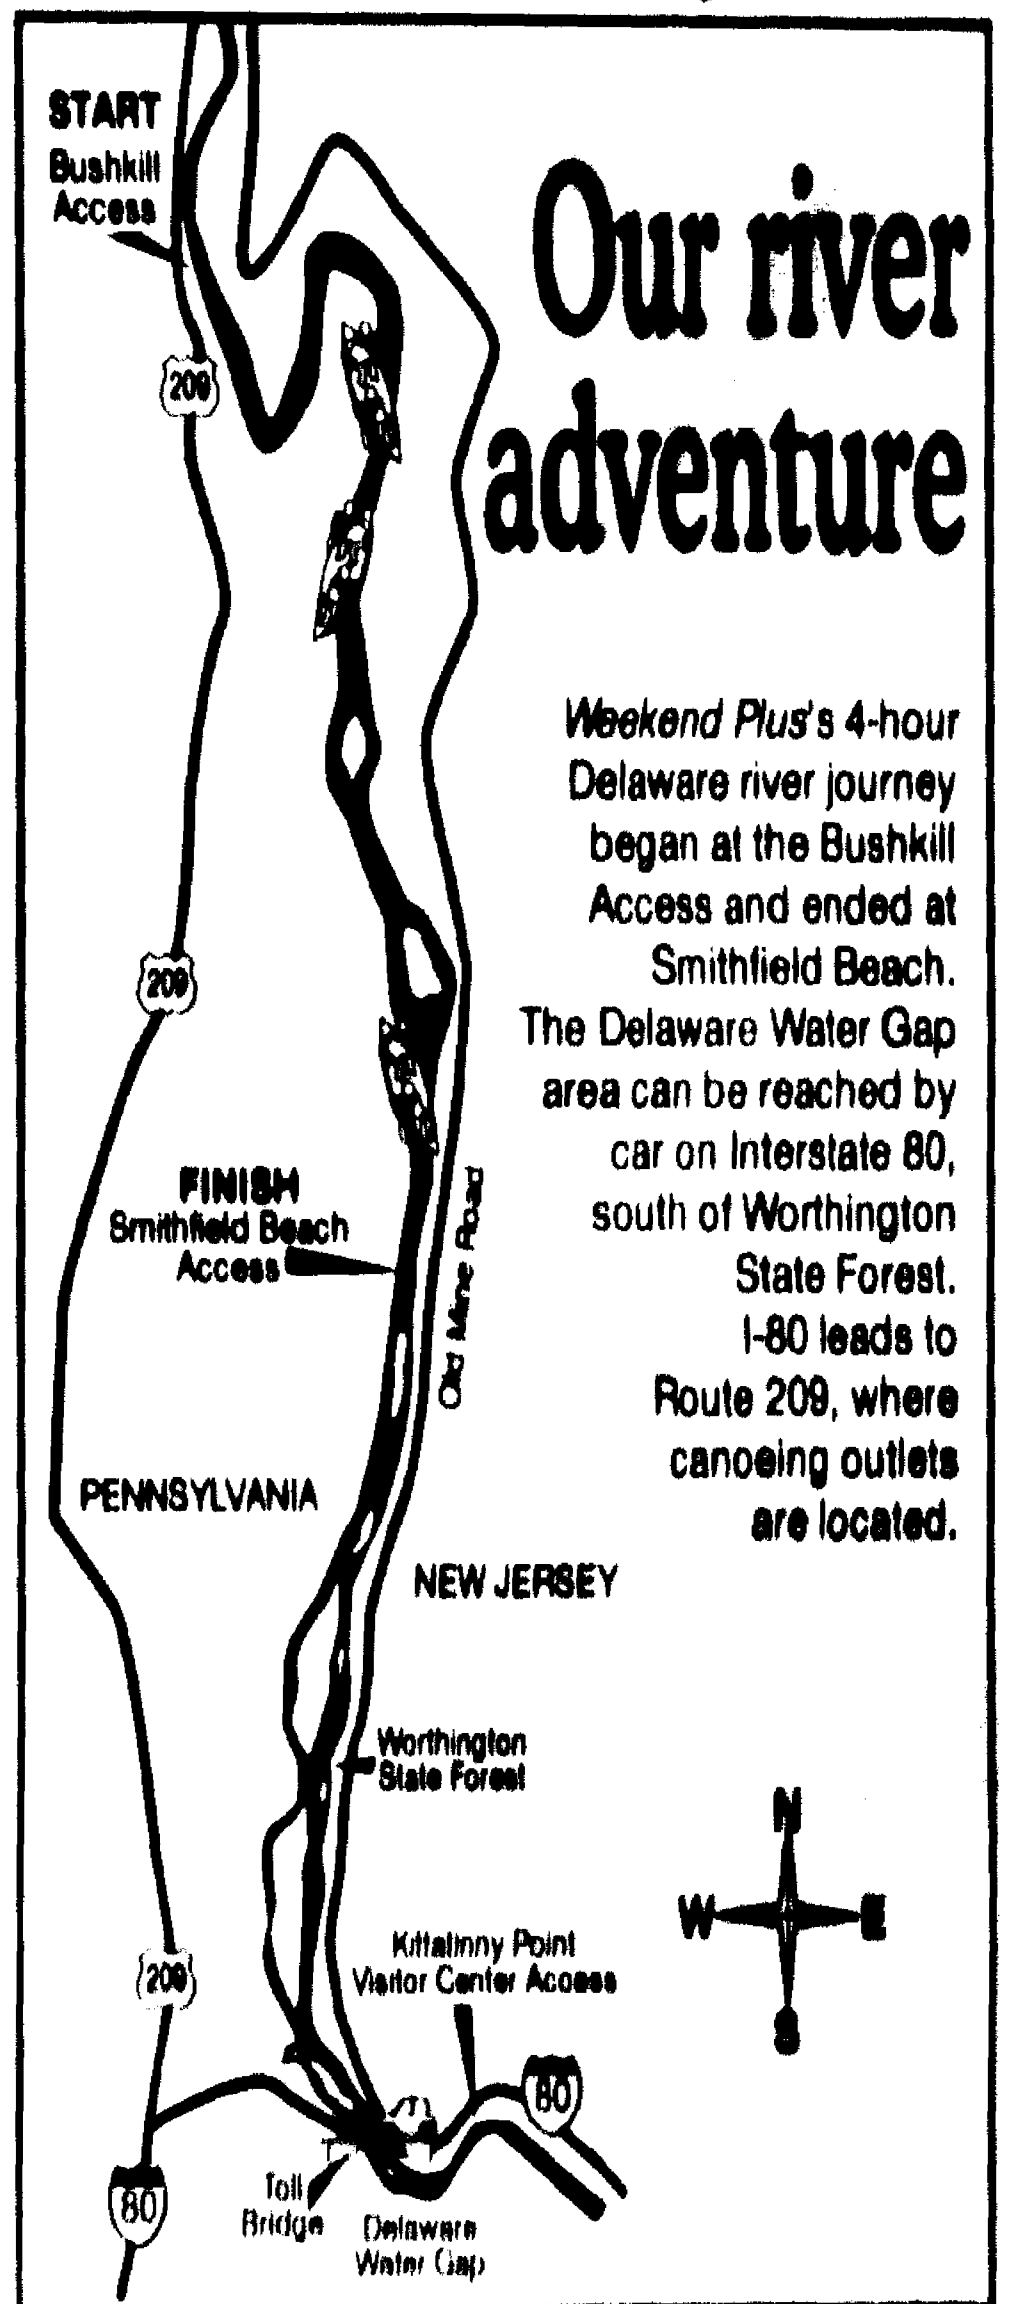 START
Bushkill
Access
Our river
adventure
209
Weekend Plus's 4-hour
Delaware river journey
began at the Bushkill
Access and ended at
Smithfield Beach.
The Delaware Water Gap
area can be reached by
car on Interstate 80,
south of Worthington
State Forest.
I-80 leads to
Route 209, where
canoeing outlets
are located.
209
FINISH
Smithfield Beach
Access
Old Mine Road
PENNSYLVANIA
NEW JERSEY
Worthington
State Forest
N
W
E
S
Kittatinny Point
Visitor Center Access
209
80
80
Toll
Bridge
Delaware
Water Gap